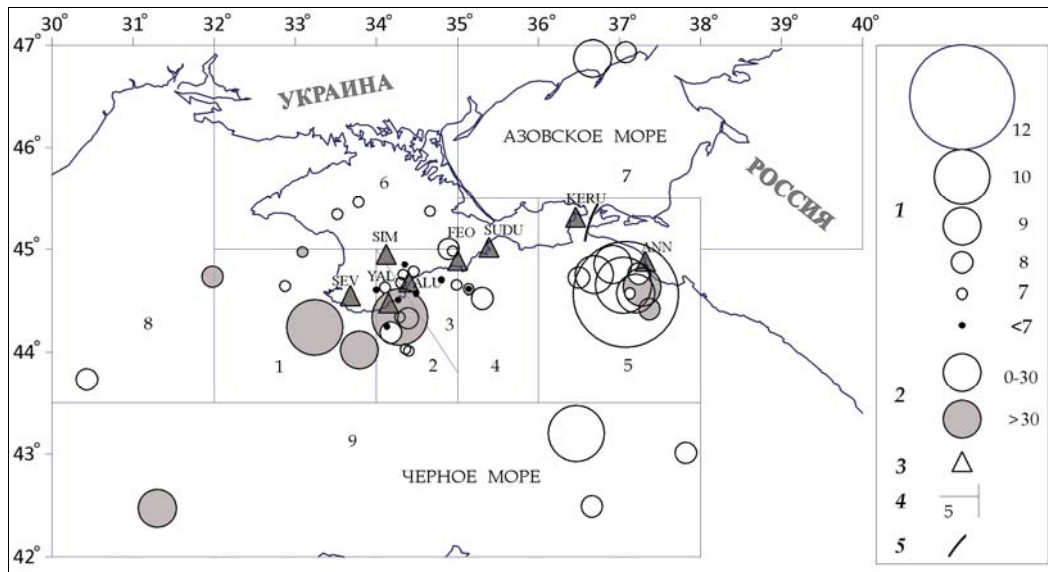 30° 31° 32° 33° 34° 35° 36° 37° 38° 39° 40°
47°
УКРАИНА
АЗОВСКОЕ МОРЕ
РОССИЯ
46°
6
7
KERU
FEO SUDU
SIM
ANN
45°
YAL ALU
SEV
8
3
44°
1
2
4
5
9
43°
ЧЕРНОЕ МОРЕ
42°
12
10
1
9
8
7
<7
2
0-30
>30
3
4
5
5